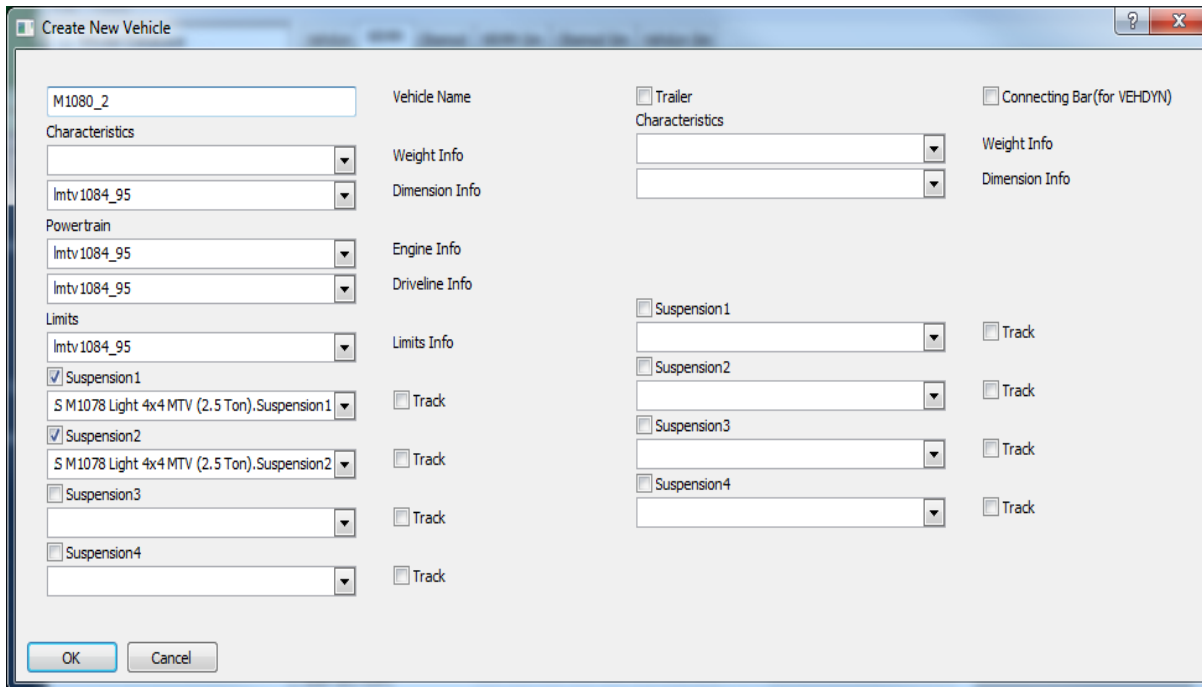 Create New Vehicle
M1080_2
Vehicle Name
Trailer
Connecting Bar(for VEHDYN)
Characteristics
Characteristics
Weight Info
Weight Info
lmtv1084_95
Dimension Info
Dimension Info
Powertrain
lmtv1084_95
Engine Info
lmtv1084_95
Driveline Info
Limits
Suspension1
lmtv1084_95
Limits Info
Track
Suspension1
Suspension2
S M1078 Light 4x4 MTV (2.5 Ton).Suspension1
Track
Track
Suspension2
Suspension3
S M1078 Light 4x4 MTV (2.5 Ton).Suspension2
Track
Track
Suspension3
Suspension4
Track
Track
Suspension4
Track
OK
Cancel